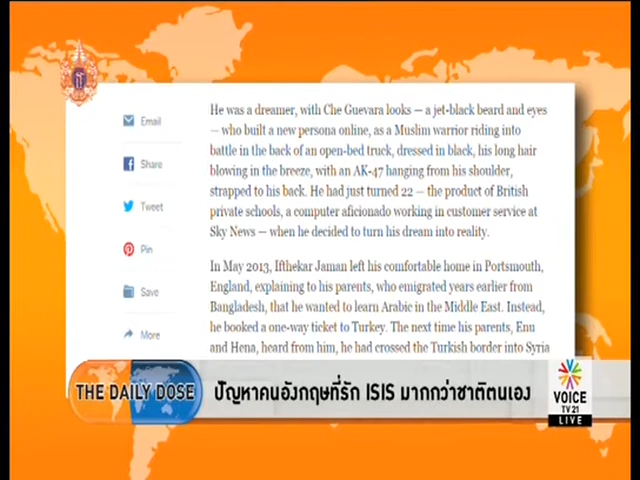 Email
Share
Tweet
Pin
Save
More
He was a dreamer, with Che Guevara looks — a jet-black beard and eyes
— who built a new persona online, as a Muslim warrior riding into
battle in the back of an open-bed truck, dressed in black, his long hair
blowing in the breeze, with an AK-47 hanging from his shoulder,
strapped to his back. He had just turned 22 — the product of British
private schools, a computer aficionado working in customer service at
Sky News — when he decided to turn his dream into reality.
In May 2013, Ifthekar Jaman left his comfortable home in Portsmouth,
England, explaining to his parents, who emigrated years earlier from
Bangladesh, that he wanted to learn Arabic in the Middle East. Instead,
he booked a one-way ticket to Turkey. The next time his parents, Enu
and Hena, heard from him, he had crossed the Turkish border into Syria
THE DAILY DOSE
ปัญหาคนอังกฤษที่รัก ISIS มากกว่าชาติตนเอง
VOICE
TV 21
LIVE